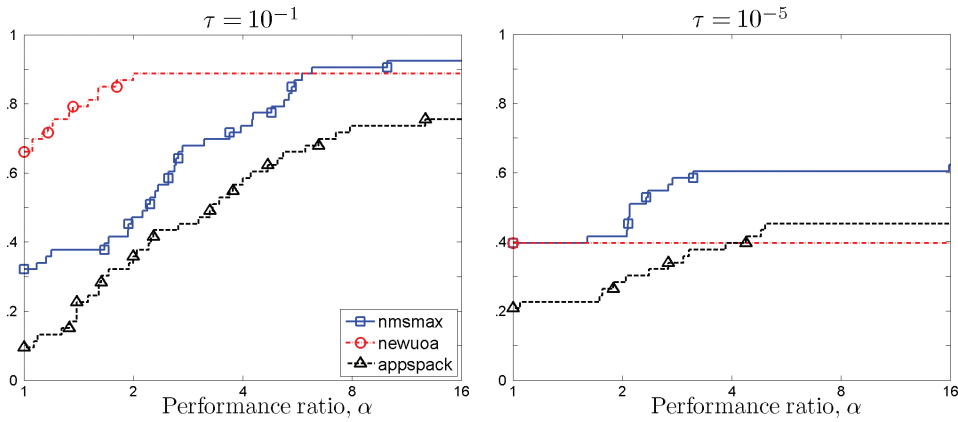 τ = 10⁻¹
1
.8
.6
.4
.2
0
1 2 4 8 16
Performance ratio, α
nmsmax
newuoa
appspack
τ = 10⁻⁵
1
.8
.6
.4
.2
0
1 2 4 8 16
Performance ratio, α